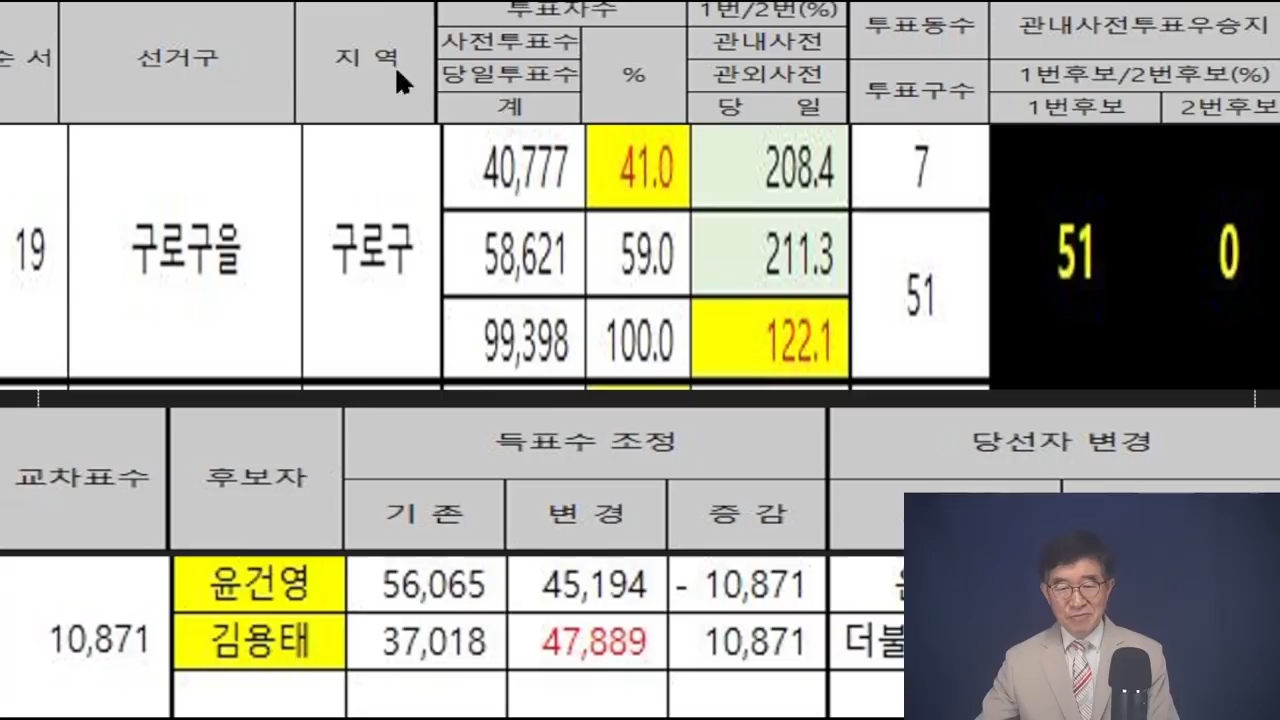 투표자수 1번/2번(%) 투표동수 관내사전투표우승지
순 서 선거구 지 역 사전투표수 % 관내사전
당일투표수 관외사전 투표구수 1번후보/2번후보(%)
계 당 일 1번후보 2번후보
40,777 41.0 208.4 7
19 구로구을 구로구 58,621 59.0 211.3 51 51 0
99,398 100.0 122.1
교차표수 후보자 득표수 조정 당선자 변경
기 존 변 경 증 감
윤건영 56,065 45,194 - 10,871
10,871 김용태 37,018 47,889 10,871 더불